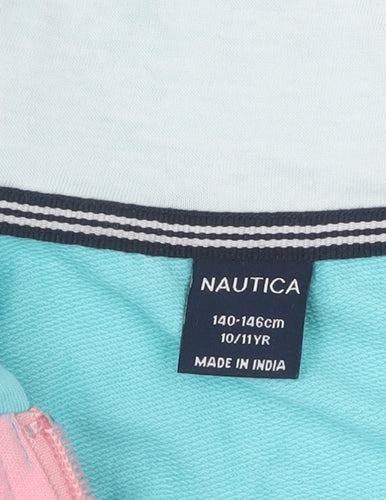 NAUTICA
140-146cm
10/11YR
MADE IN INDIA